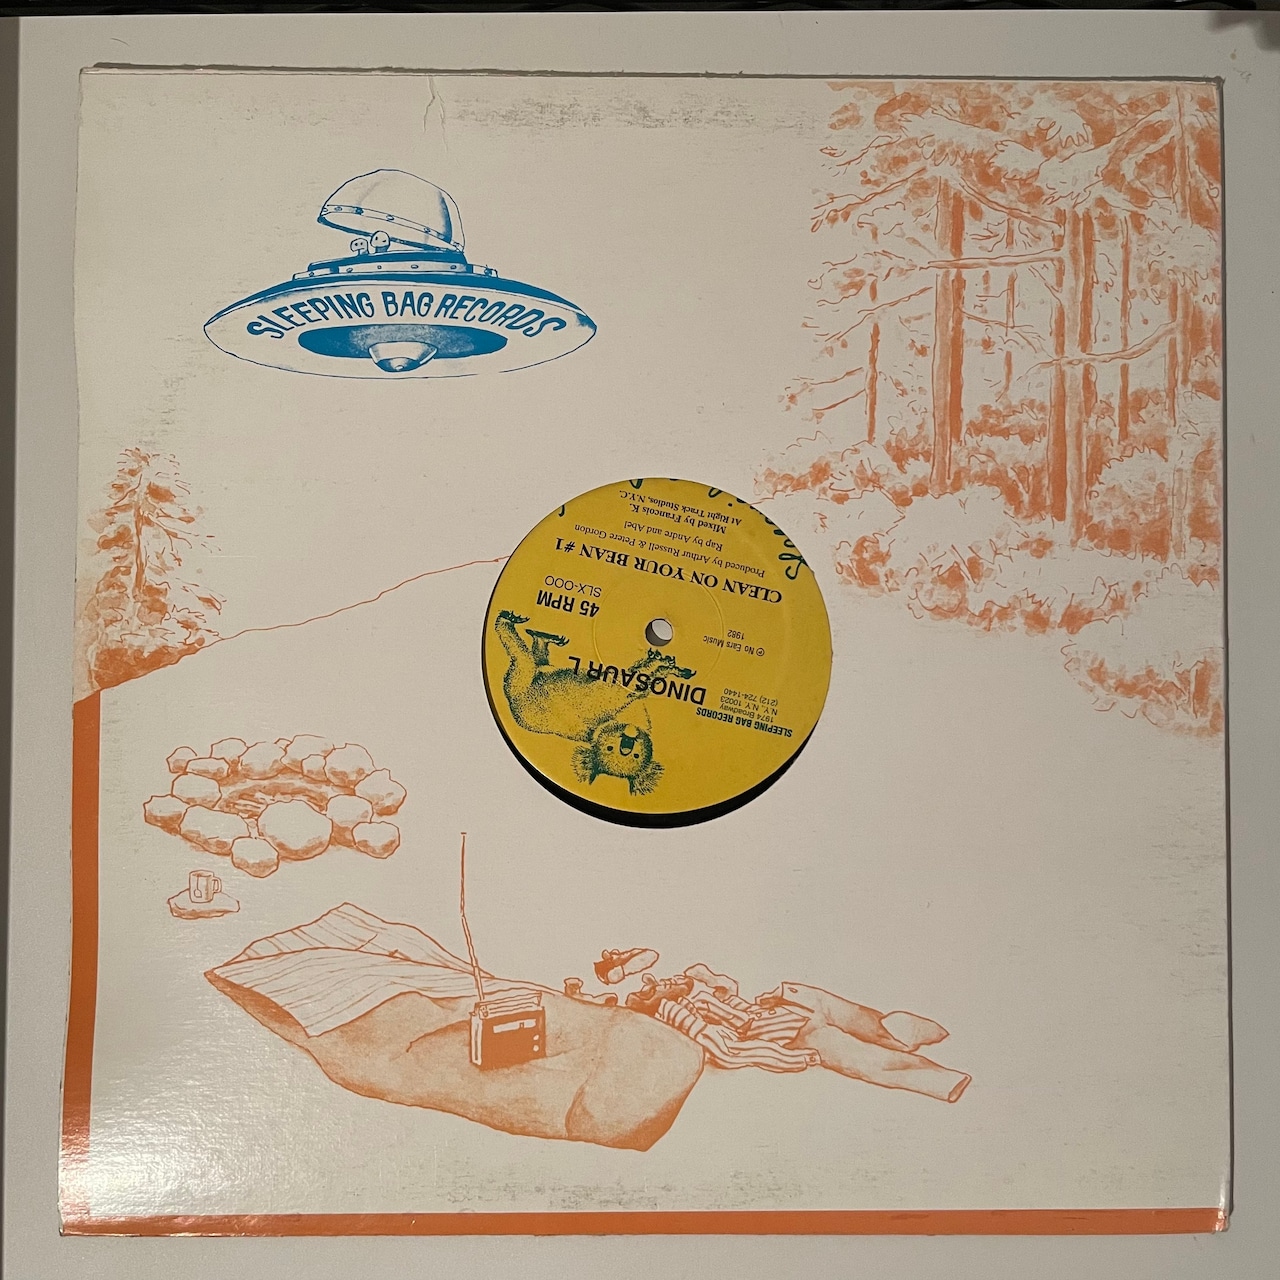 SLEEPING BAG RECORDS
SLEEPING BAG RECORDS
1974 Broadway
N.Y., N.Y. 10023
(212) 724-1440
DINOSAUR L
℗ No Ears Music
1982
45 RPM
SLX-OOO
CLEAN ON YOUR BEAN #1
Produced by Arthur Russell & Petere Gordon
Rap by Andre and Abel
Mixed by Francois K.
At Right Track Studios, N.Y.C.